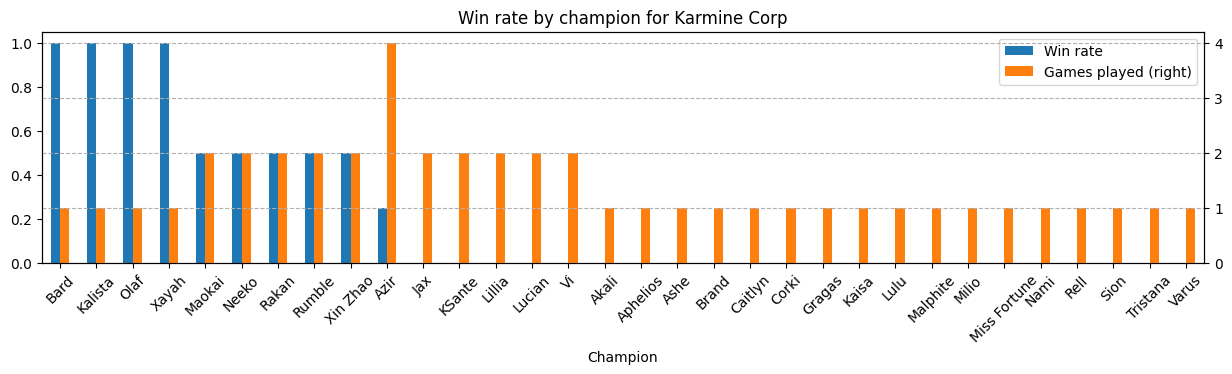 Win rate by champion for Karmine Corp
Win rate
Games played (right)
1.0
0.8
0.6
0.4
0.2
0.0
4
3
2
1
0
Bard
Kalista
Olaf
Xayah
Maokai
Neeko
Rakan
Rumble
Xin Zhao
Azir
Jax
KSante
Lillia
Lucian
Vi
Akali
Aphelios
Ashe
Brand
Caitlyn
Corki
Gragas
Kaisa
Lulu
Malphite
Milio
Miss Fortune
Nami
Rell
Sion
Tristana
Varus
Champion